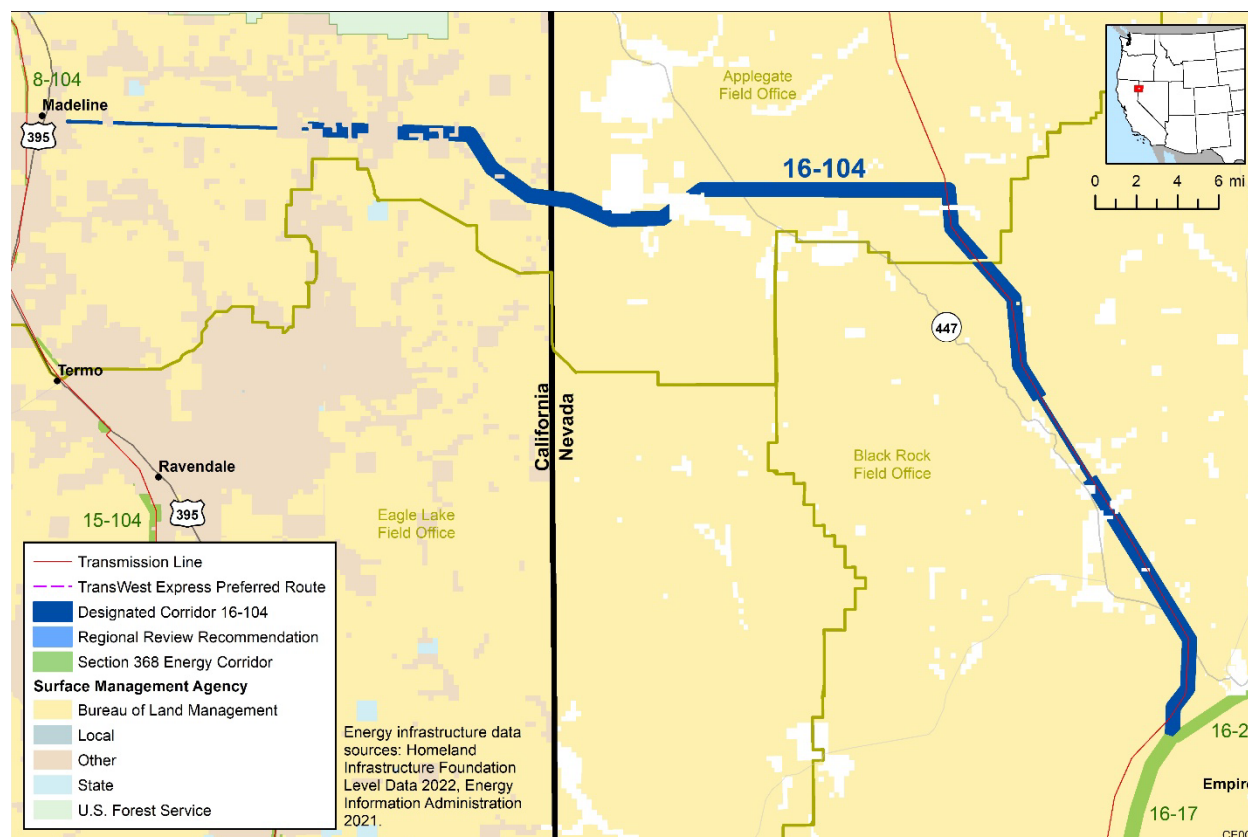 8-104
Madeline
395
Applegate
Field Office
16-104
0 2 4 6 mi
447
Termo
California
Nevada
Ravendale
395
15-104
Eagle Lake
Field Office
Black Rock
Field Office
Transmission Line
TransWest Express Preferred Route
Designated Corridor 16-104
Regional Review Recommendation
Section 368 Energy Corridor
Surface Management Agency
Bureau of Land Management
Local
Other
State
U.S. Forest Service
Energy infrastructure data
sources: Homeland
Infrastructure Foundation
Level Data 2022, Energy
Information Administration
2021.
16-2
Empire
16-17